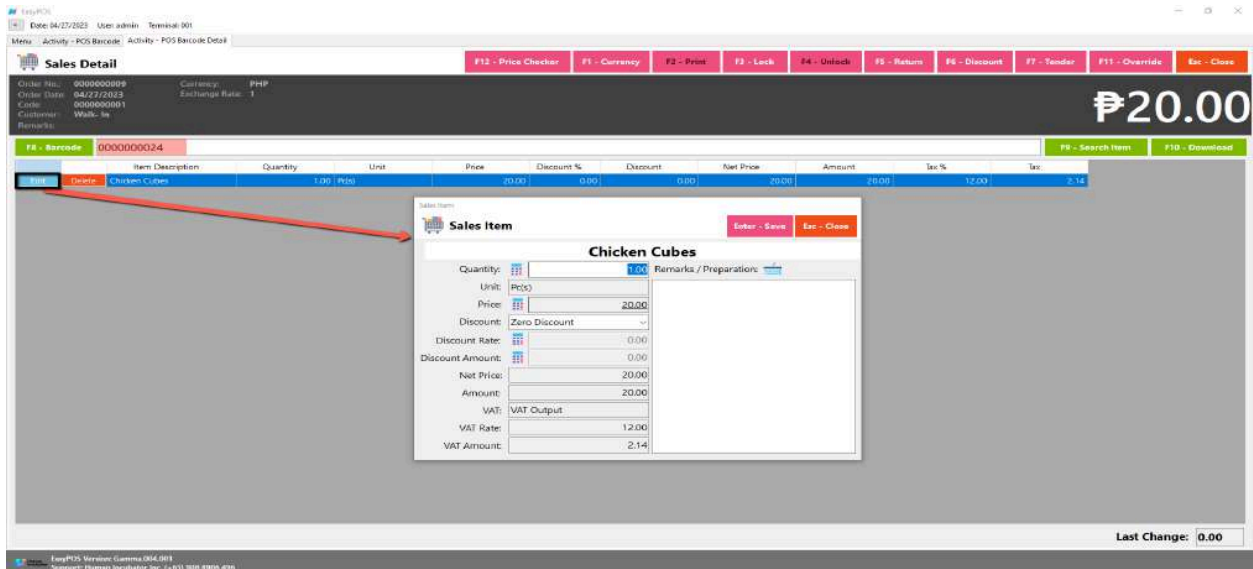 EasyPOS
Date: 04/27/2023 User: admin Terminal: 001
Menu Activity - POS Barcode Activity - POS Barcode Detail
Sales Detail
F12 - Price Checker F1 - Currency F2 - Print F3 - Lock F4 - Unlock F5 - Return F6 - Discount F7 - Tender F11 - Override Esc - Close
Order No.: 0000000009 Currency: PHP
Order Date: 04/27/2023 Exchange Rate: 1
Code: 0000000001
Customer: Walk- In
Remarks:
₱20.00
F8 - Barcode 0000000024 F9 - Search Item F10 - Download
Item Description Quantity Unit Price Discount % Discount Net Price Amount Tax % Tax
Edit Delete Chicken Cubes 1.00 Pc(s) 20.00 0.00 0.00 20.00 20.00 12.00 2.14
Sales Item
Sales Item Enter - Save Esc - Close
Chicken Cubes
Quantity: 1.00 Remarks / Preparation:
Unit: Pc(s)
Price: 20.00
Discount: Zero Discount
Discount Rate: 0.00
Discount Amount: 0.00
Net Price: 20.00
Amount: 20.00
VAT: VAT Output
VAT Rate: 12.00
VAT Amount: 2.14
Last Change: 0.00
EasyPOS Version: Gamma.004.001
Support: Human Incubator Inc.